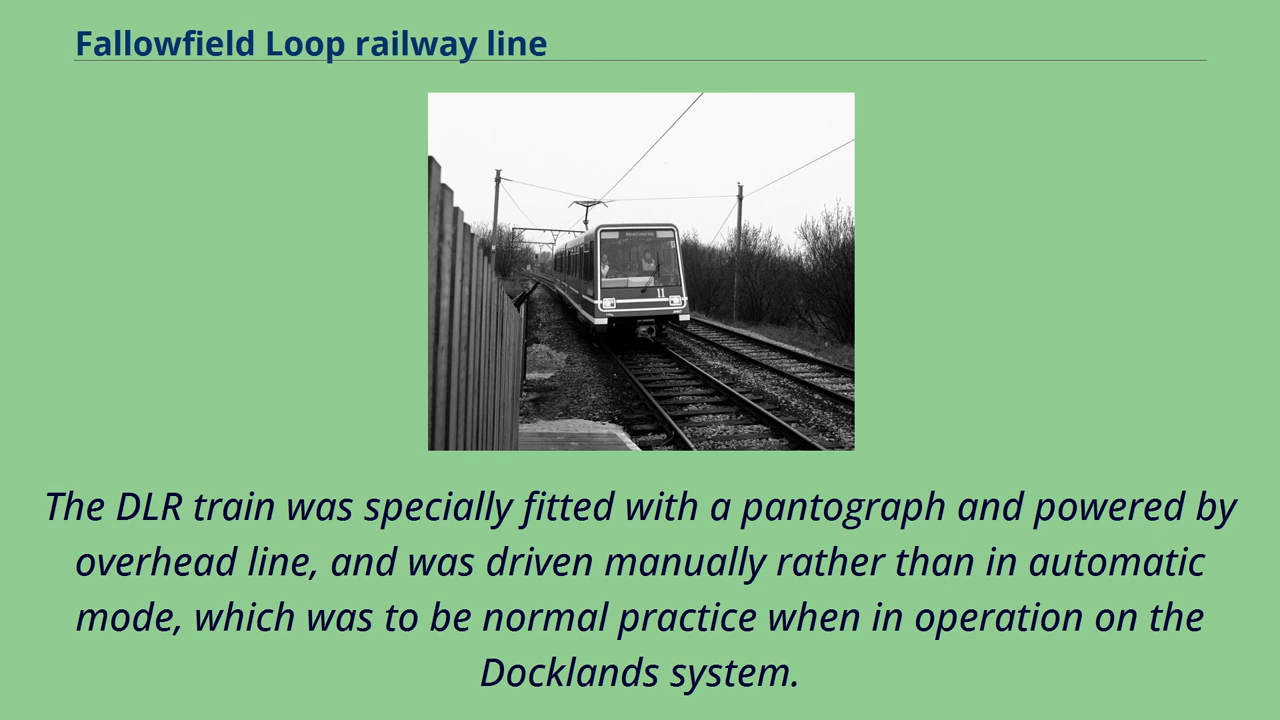 Fallowfield Loop railway line
11
The DLR train was specially fitted with a pantograph and powered by
overhead line, and was driven manually rather than in automatic
mode, which was to be normal practice when in operation on the
Docklands system.